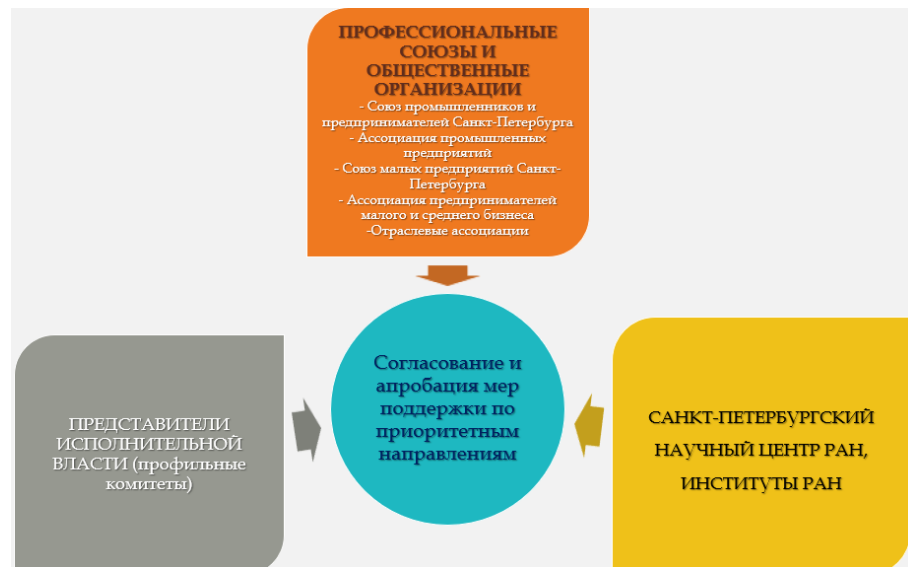 ПРОФЕССИОНАЛЬНЫЕ
СОЮЗЫ И
ОБЩЕСТВЕННЫЕ
ОРГАНИЗАЦИИ
- Союз промышленников и
предпринимателей Санкт-Петербурга
- Ассоциация промышленных
предприятий
- Союз малых предприятий Санкт-
Петербурга
- Ассоциация предпринимателей
малого и среднего бизнеса
-Отраслевые ассоциации
ПРЕДСТАВИТЕЛИ
ИСПОЛНИТЕЛЬНОЙ
ВЛАСТИ (профильные
комитеты)
Согласование и
апробация мер
поддержки по
приоритетным
направлениям
САНКТ-ПЕТЕРБУРГСКИЙ
НАУЧНЫЙ ЦЕНТР РАН,
ИНСТИТУТЫ РАН